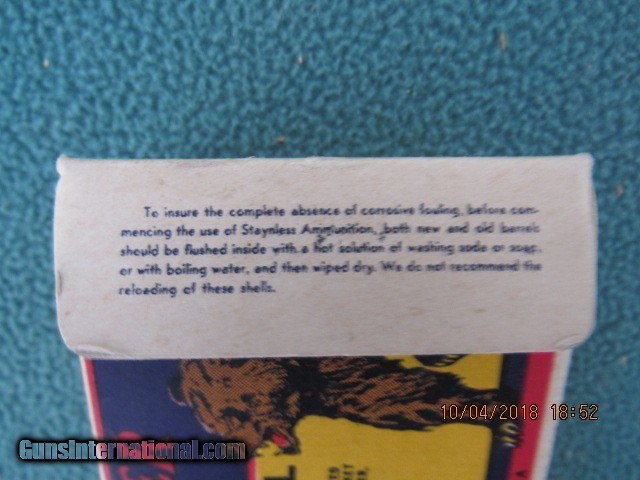 To insure the complete absence of corrosive fouling, before com-
mencing the use of Staynless Ammunition, both new and old barrels
should be flushed inside with a hot solution of washing soda or soap,
or with boiling water, and then wiped dry. We do not recommend the
reloading of these shells.
10/04/2018 18:52
GunsInternational.com
L
TO